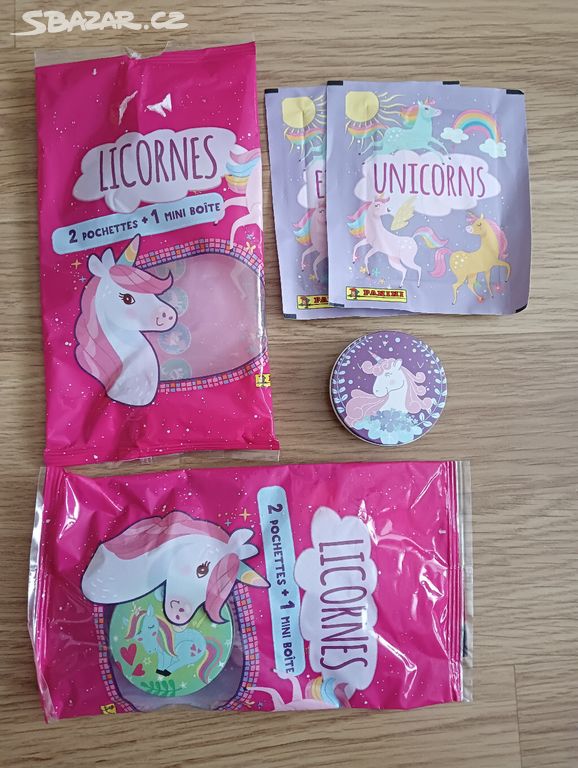 SBAZAR.CZ
LICORNES
2 POCHETTES + 1 MINI BOÎTE
E
UNICORNS
PANINI
PANINI
LICORNES
2 POCHETTES + 1 MINI BOÎTE